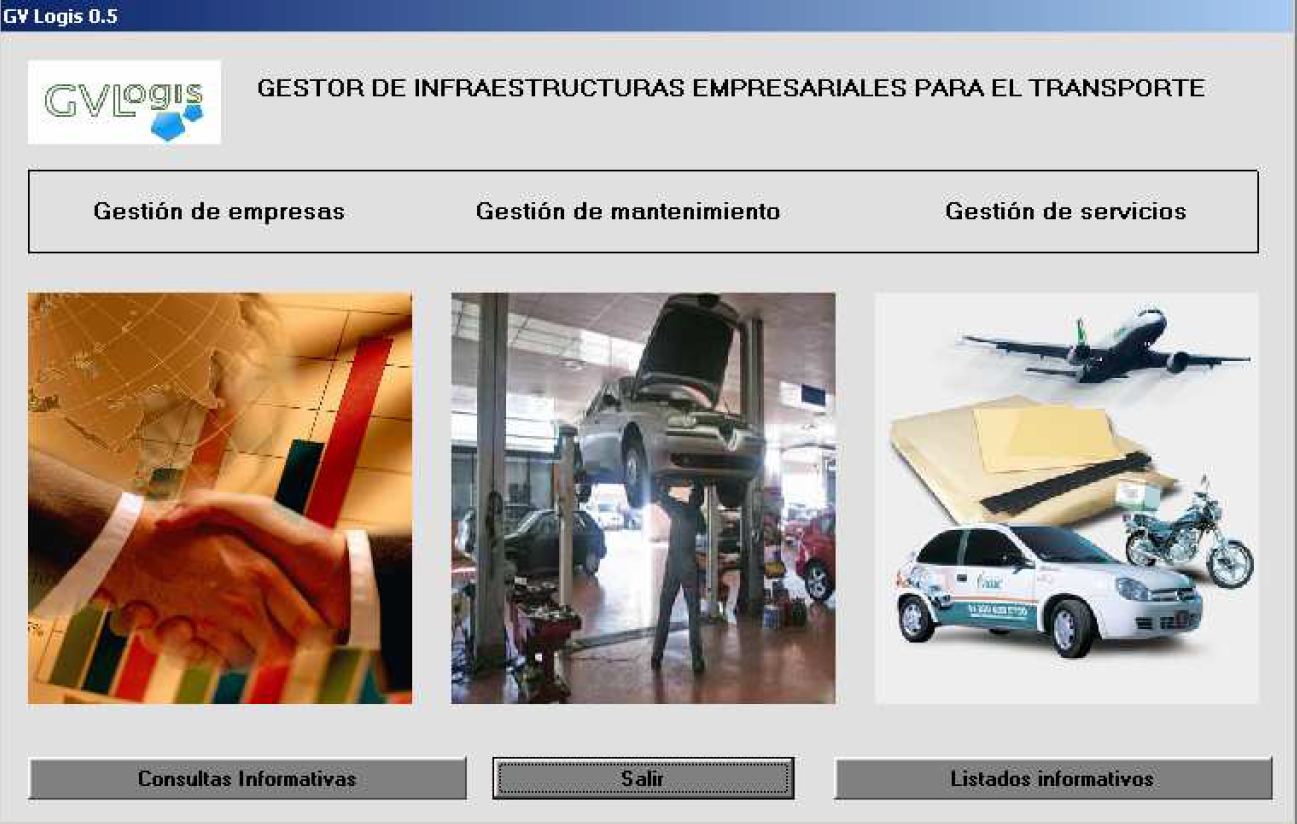 GV Logis 0.5
GVLogis
GESTOR DE INFRAESTRUCTURAS EMPRESARIALES PARA EL TRANSPORTE
Gestión de empresas
Gestión de mantenimiento
Gestión de servicios
Consultas Informativas
Salir
Listados informativos